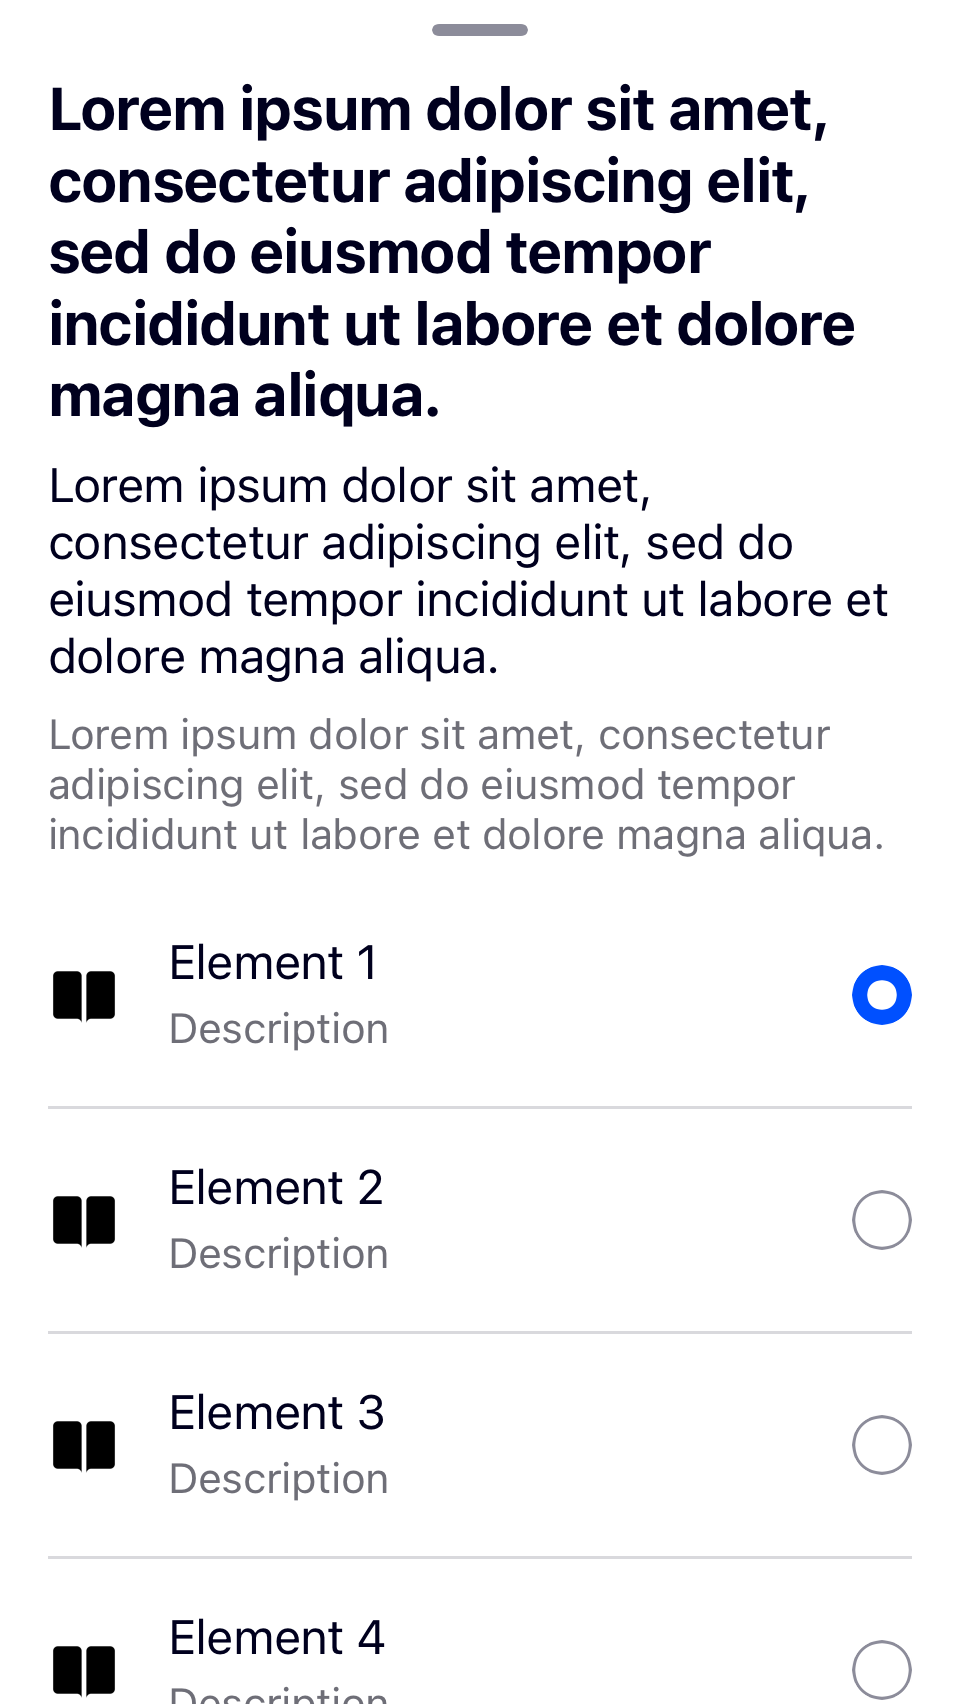 Lorem ipsum dolor sit amet,
consectetur adipiscing elit,
sed do eiusmod tempor
incididunt ut labore et dolore
magna aliqua.
Lorem ipsum dolor sit amet,
consectetur adipiscing elit, sed do
eiusmod tempor incididunt ut labore et
dolore magna aliqua.
Lorem ipsum dolor sit amet, consectetur
adipiscing elit, sed do eiusmod tempor
incididunt ut labore et dolore magna aliqua.
Element 1
Description
Element 2
Description
Element 3
Description
Element 4
Description